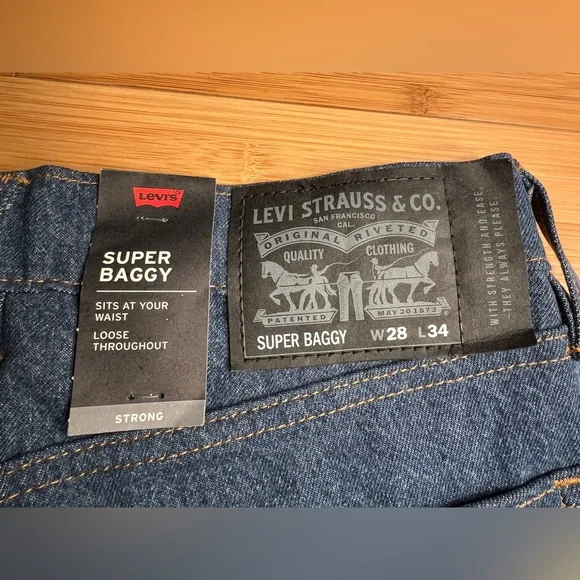 Levi's
SUPER
BAGGY
SITS AT YOUR
WAIST
LOOSE
THROUGHOUT
STRONG
LEVI STRAUSS & CO.
SAN FRANCISCO
CAL.
ORIGINAL RIVETED
QUALITY CLOTHING
PATENTED MAY 20 1873
SUPER BAGGY W28 L34
WITH STRENGTH AND EASE,
THEY ALWAYS PLEASE.